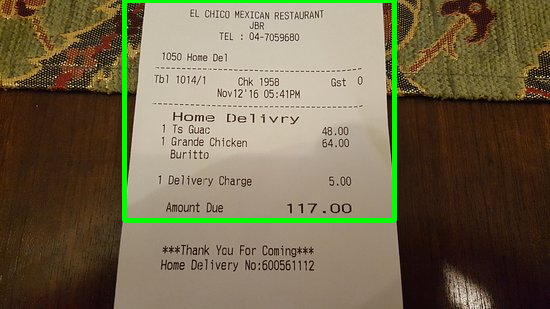 EL CHICO MEXICAN RESTAURANT
JBR
TEL : 04-7059680
1050 Home Del
Tbl 1014/1 Chk 1958 Gst 0
Nov12'16 05:41PM
Home Delivry
1 Ts Guac 48.00
1 Grande Chicken 64.00
Buritto
1 Delivery Charge 5.00
Amount Due 117.00
***Thank You For Coming***
Home Delivery No:600561112